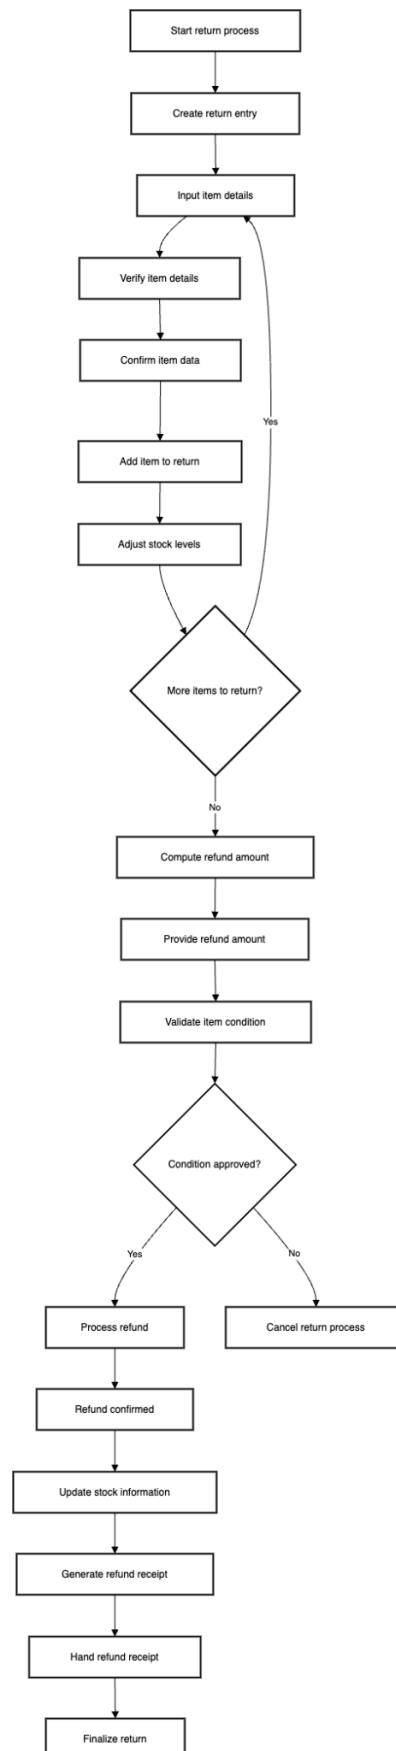 Start return process
Create return entry
Input item details
Verify item details
Confirm item data
Yes
Add item to return
Adjust stock levels
More items to return?
No
Compute refund amount
Provide refund amount
Validate item condition
Condition approved?
Yes
No
Process refund
Cancel return process
Refund confirmed
Update stock information
Generate refund receipt
Hand refund receipt
Finalize return